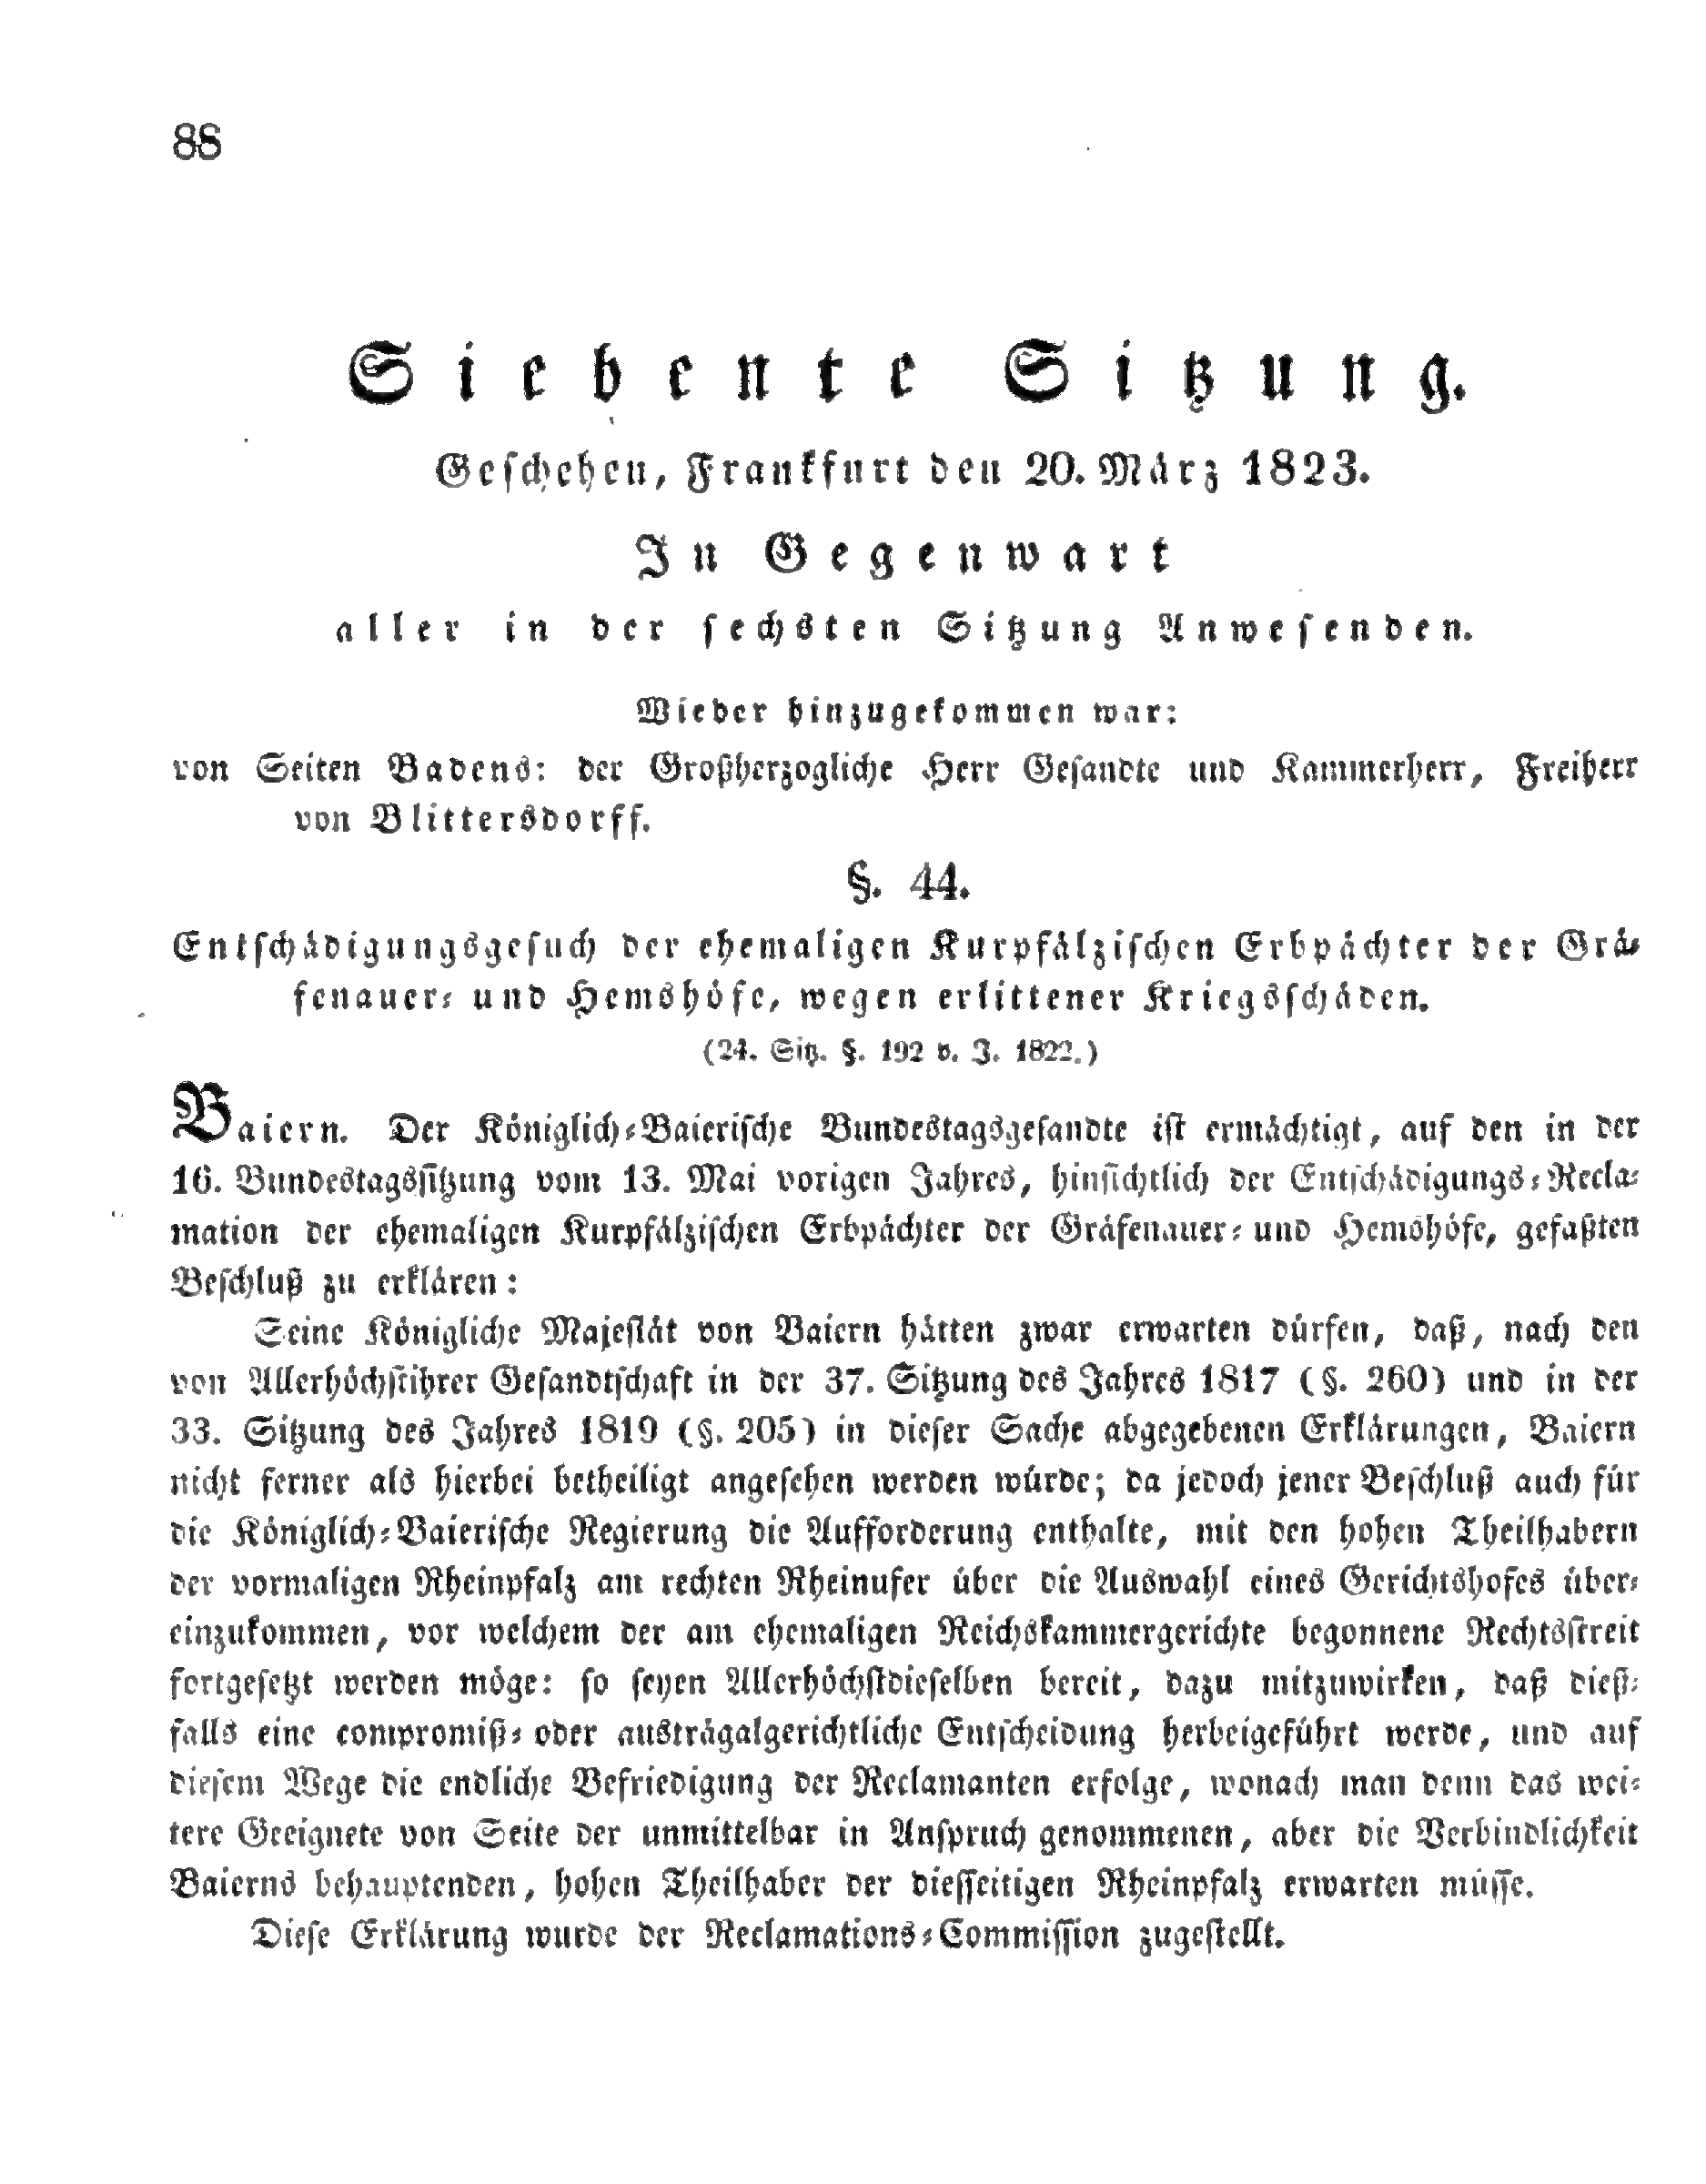 88
Siebente Sitzung.
Geschehen, Frankfurt den 20. März 1823.
In Gegenwart
aller in der sechsten Sitzung Anwesenden.
Wieder hinzugekommen war:
von Seiten Badens: der Großherzogliche Herr Gesandte und Kammerherr, Freiherr
von Blittersdorff.
§. 44.
Entschädigungsgesuch der ehemaligen Kurpfälzischen Erbpächter der Grä-
fenauer- und Hemshöfe, wegen erlittener Kriegsschäden.
(24. Sitz. §. 192 v. J. 1822.)
Baiern. Der Königlich-Baierische Bundestagsgesandte ist ermächtigt, auf den in der
16. Bundestagssitzung vom 13. Mai vorigen Jahres, hinsichtlich der Entschädigungs-Recla-
mation der ehemaligen Kurpfälzischen Erbpächter der Gräfenauer- und Hemshöfe, gefaßten
Beschluß zu erklären:
Seine Königliche Majestät von Baiern hätten zwar erwarten dürfen, daß, nach den
von Allerhöchstihrer Gesandtschaft in der 37. Sitzung des Jahres 1817 (§. 260) und in der
33. Sitzung des Jahres 1819 (§. 205) in dieser Sache abgegebenen Erklärungen, Baiern
nicht ferner als hierbei betheiligt angesehen werden würde; da jedoch jener Beschluß auch für
die Königlich-Baierische Regierung die Aufforderung enthalte, mit den hohen Theilhabern
der vormaligen Rheinpfalz am rechten Rheinufer über die Auswahl eines Gerichtshofes über-
einzukommen, vor welchem der am ehemaligen Reichskammergerichte begonnene Rechtsstreit
fortgesetzt werden möge: so seyen Allerhöchstdieselben bereit, dazu mitzuwirken, daß dieß-
falls eine compromiß- oder austrägalgerichtliche Entscheidung herbeigeführt werde, und auf
diesem Wege die endliche Befriedigung der Reclamanten erfolge, wonach man denn das wei-
tere Geeignete von Seite der unmittelbar in Anspruch genommenen, aber die Verbindlichkeit
Baierns behauptenden, hohen Theilhaber der diesseitigen Rheinpfalz erwarten müsse.
Diese Erklärung wurde der Reclamations-Commission zugestellt.